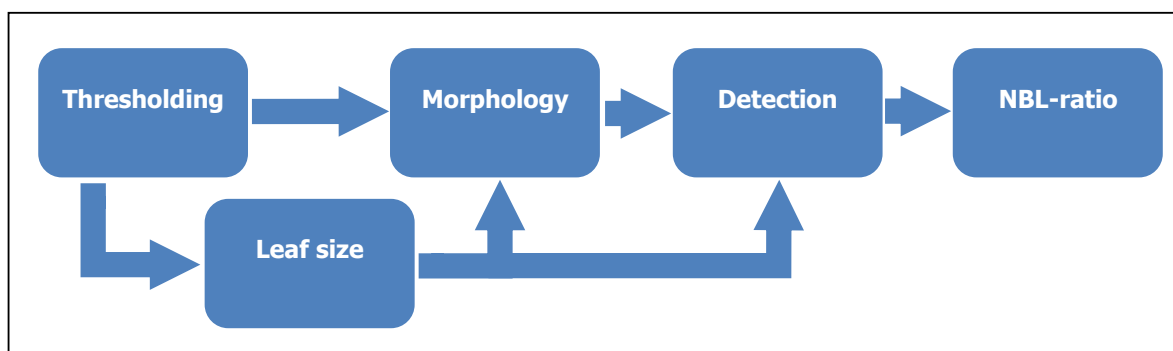 Thresholding
Morphology
Detection
NBL-ratio
Leaf size